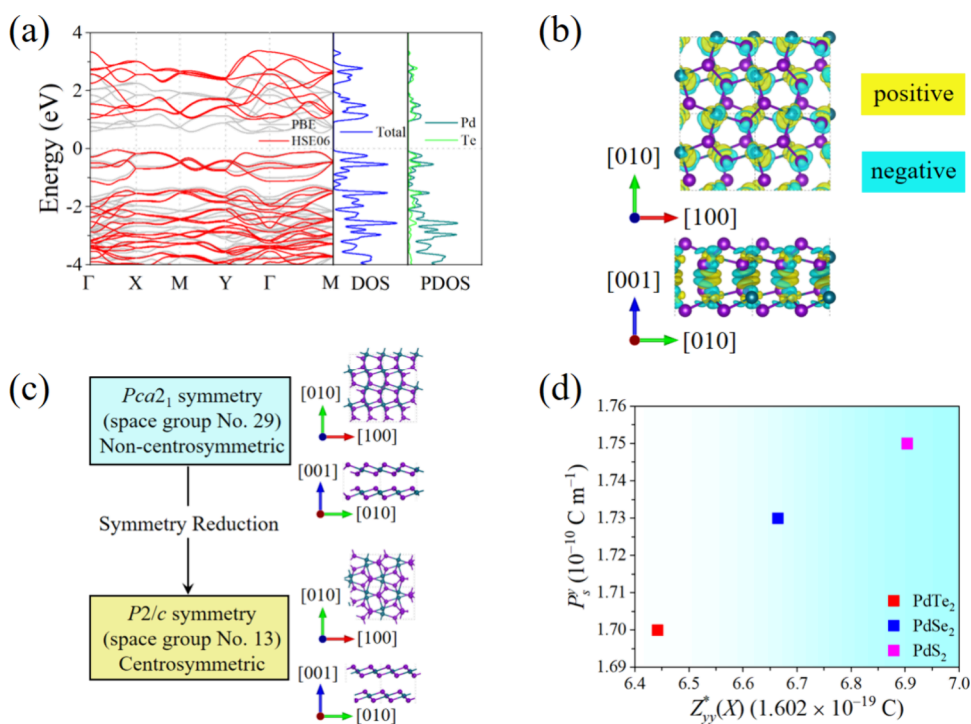 (a)
Energy (eV)
4
2
0
-2
-4
PBE
HSE06
Total
Pd
Te
Γ X M Y Γ M DOS PDOS
(b)
[010]
[100]
[001]
[010]
positive
negative
(c)
Pca2₁ symmetry
(space group No. 29)
Non-centrosymmetric
Symmetry Reduction
P2/c symmetry
(space group No. 13)
Centrosymmetric
[010]
[100]
[001]
[010]
[010]
[100]
[001]
[010]
(d)
1.76
1.75
1.74
1.73
1.72
1.71
1.70
1.69
Pₛʸ (10⁻¹⁰ C m⁻¹)
PdTe₂
PdSe₂
PdS₂
6.4 6.5 6.6 6.7 6.8 6.9 7.0
Z*yy(X) (1.602 × 10⁻¹⁹ C)